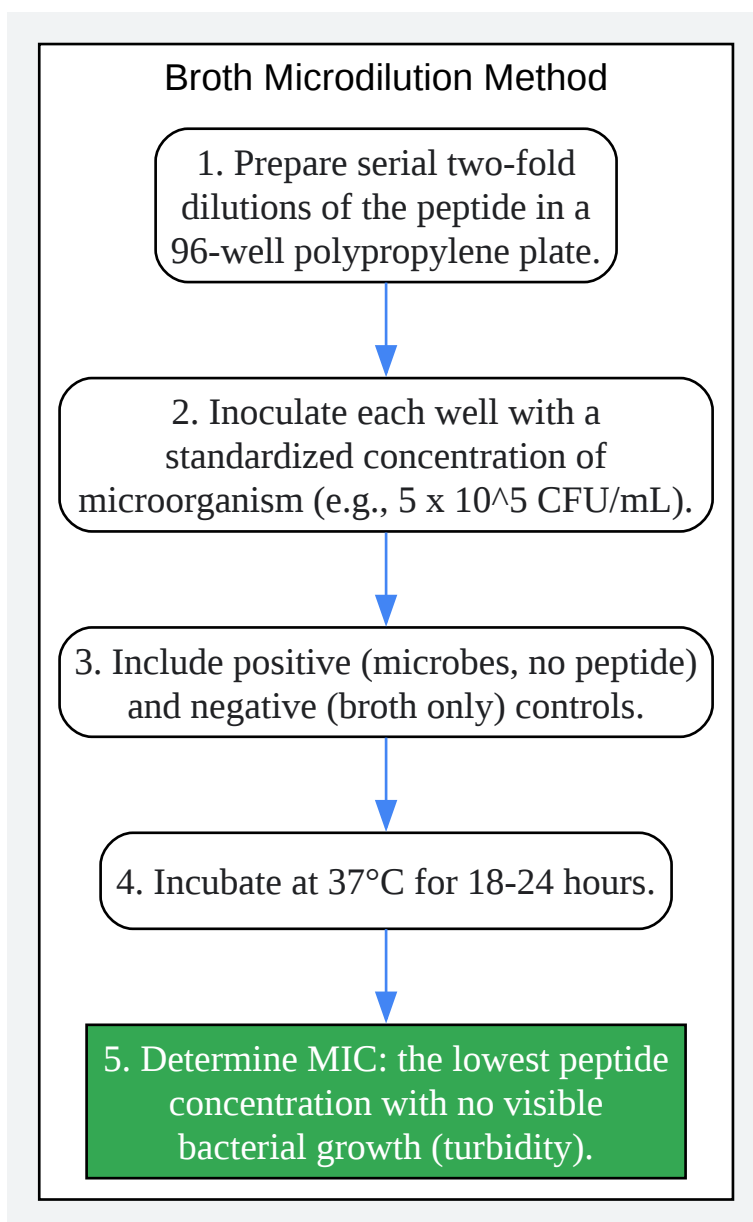 Broth Microdilution Method
1. Prepare serial two-fold
dilutions of the peptide in a
96-well polypropylene plate.
2. Inoculate each well with a
standardized concentration of
microorganism (e.g., 5 x 10^5 CFU/mL).
3. Include positive (microbes, no peptide)
and negative (broth only) controls.
4. Incubate at 37°C for 18-24 hours.
5. Determine MIC: the lowest peptide
concentration with no visible
bacterial growth (turbidity).